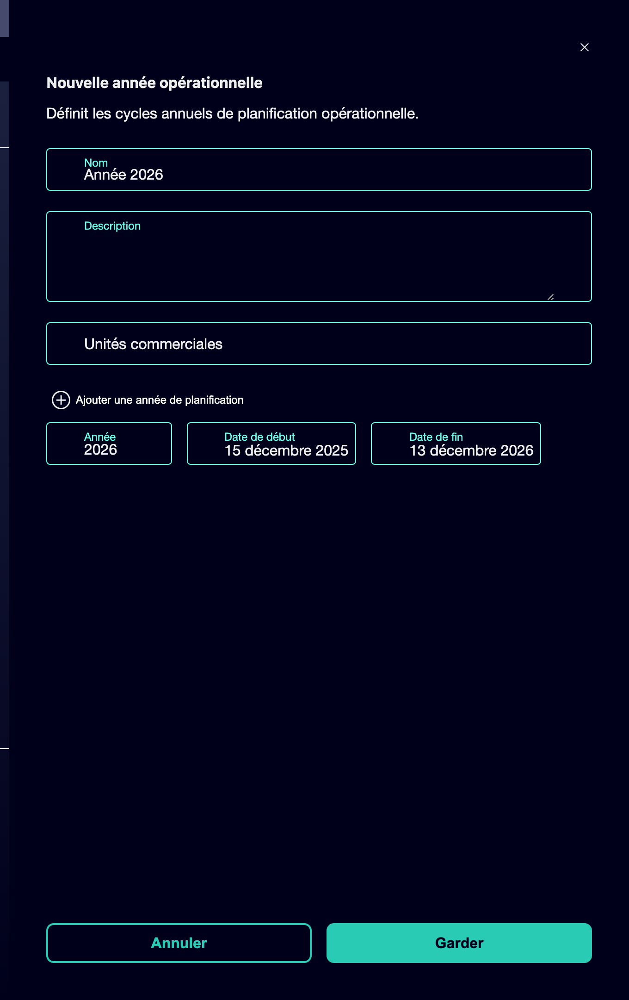 Nouvelle année opérationnelle
Définit les cycles annuels de planification opérationnelle.
Nom
Année 2026
Description
Unités commerciales
Ajouter une année de planification
Année
2026
Date de début
15 décembre 2025
Date de fin
13 décembre 2026
Annuler
Garder